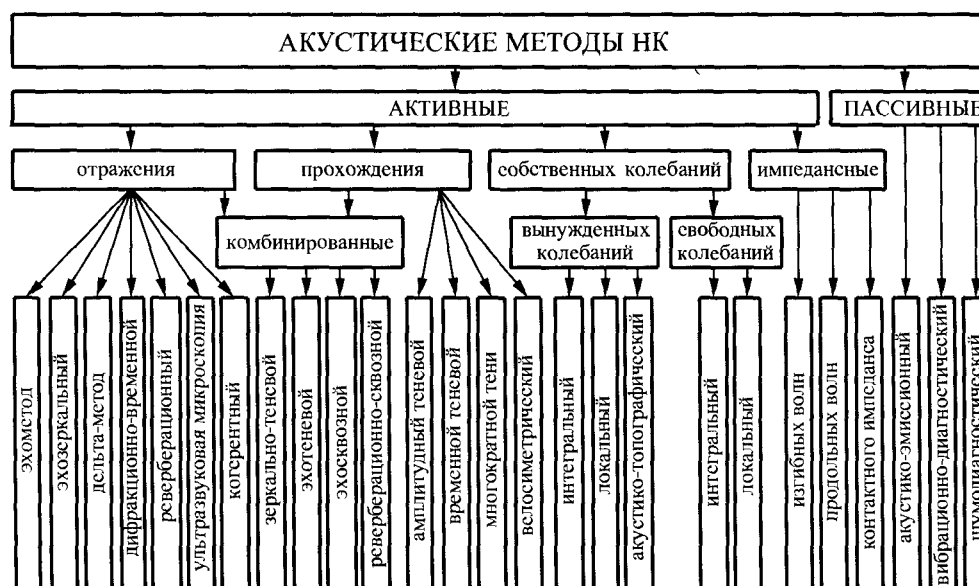 АКУСТИЧЕСКИЕ МЕТОДЫ НК
АКТИВНЫЕ
ПАССИВНЫЕ
отражения
прохождения
собственных колебаний
импедансные
комбинированные
вынужденных
колебаний
свободных
колебаний
эхометод
эхозеркальный
дельта-метод
дифракционно-временной
реверберационный
ультразвуковая микроскопия
когерентный
зеркально-теневой
эхотеневой
эхосквозной
реверберационно-сквозной
амплитудный теневой
временной теневой
многократной тени
велосиметрический
интегральный
локальный
акустико-топографический
интегральный
локальный
изгибных волн
продольных волн
контактного импеданса
акустико-эмиссионный
вибрационно-диагностический
шумодиагностический